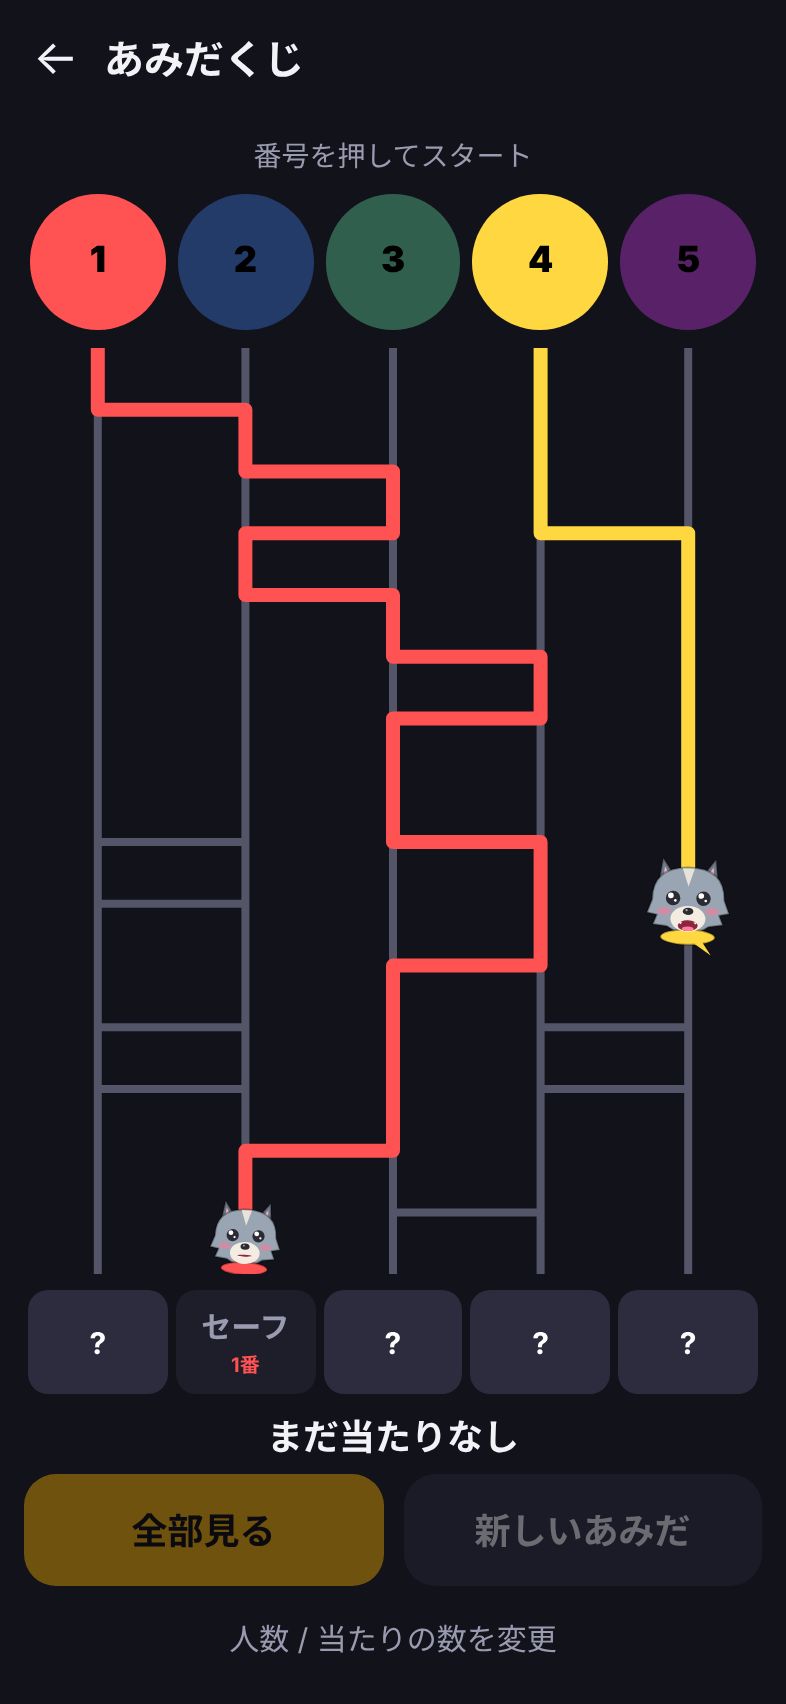 あみだくじ
番号を押してスタート
1 2 3 4 5
? セーフ ? ? ?
1番
まだ当たりなし
全部見る 新しいあみだ
人数 / 当たりの数を変更